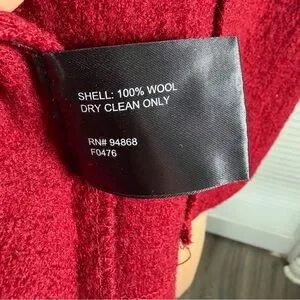 SHELL: 100% WOOL
DRY CLEAN ONLY
RN# 94868
F0476